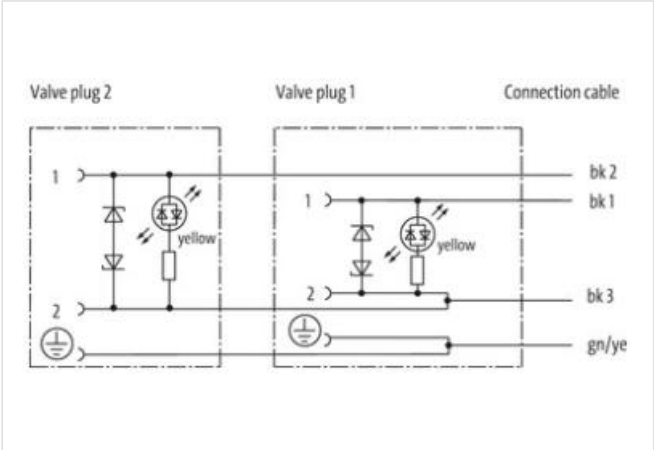 Valve plug 2 Valve plug 1 Connection cable
1 bk 2
1 bk 1
yellow yellow
2 bk 3
2
gn/ye